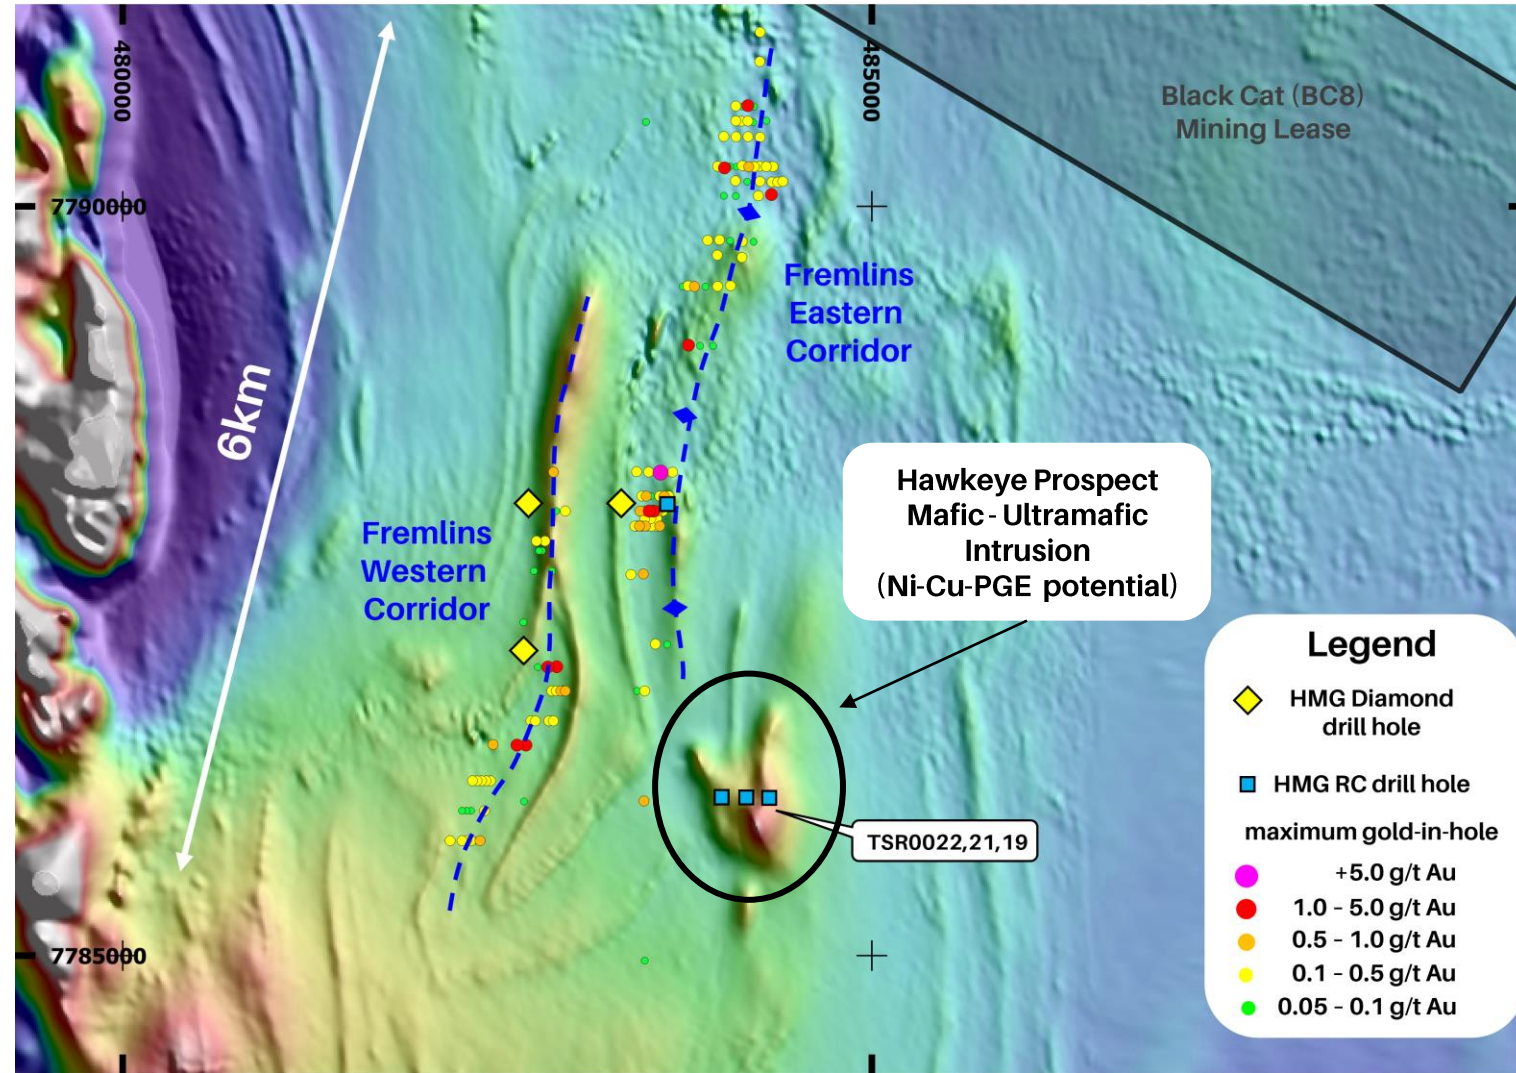 480000
485000
Black Cat (BC8)
Mining Lease
7790000
Fremlins
Eastern
Corridor
6km
Hawkeye Prospect
Mafic - Ultramafic
Intrusion
(Ni-Cu-PGE potential)
Fremlins
Western
Corridor
Legend
HMG Diamond
drill hole
HMG RC drill hole
maximum gold-in-hole
+5.0 g/t Au
1.0 - 5.0 g/t Au
0.5 - 1.0 g/t Au
0.1 - 0.5 g/t Au
0.05 - 0.1 g/t Au
TSR0022,21,19
7785000